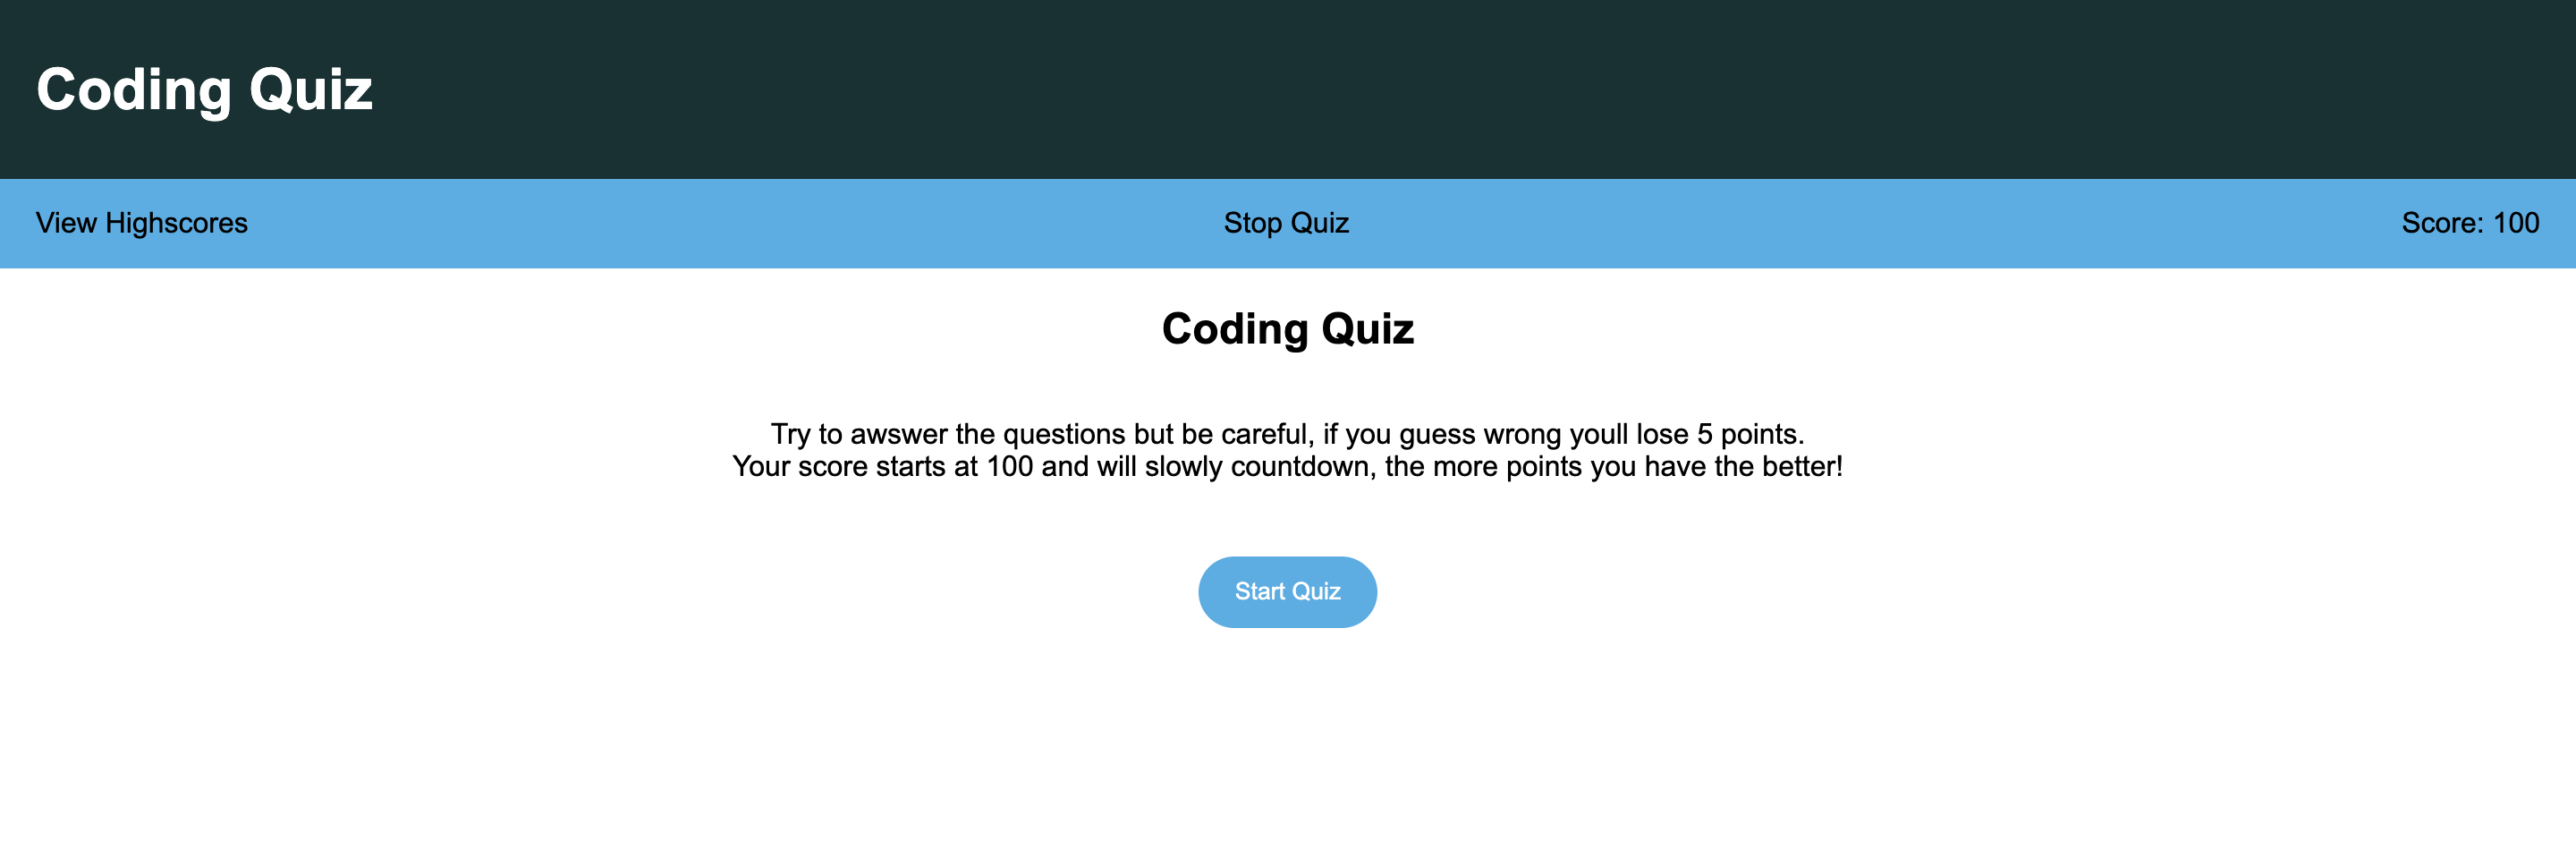 Coding Quiz
View Highscores
Stop Quiz
Score: 100
Coding Quiz
Try to awswer the questions but be careful, if you guess wrong youll lose 5 points.
Your score starts at 100 and will slowly countdown, the more points you have the better!
Start Quiz